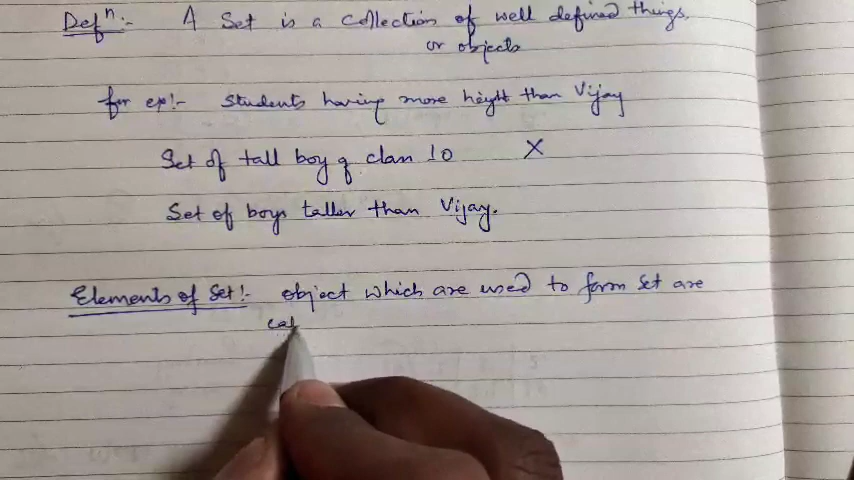 Defⁿ:- A Set is a collection of well defined things.
or objects
for ex!- Students having more height than Vijay
Set of tall boy of class 10 X
Set of boys taller than Vijay.
Elements of Set!- object which are used to form Set are
cal